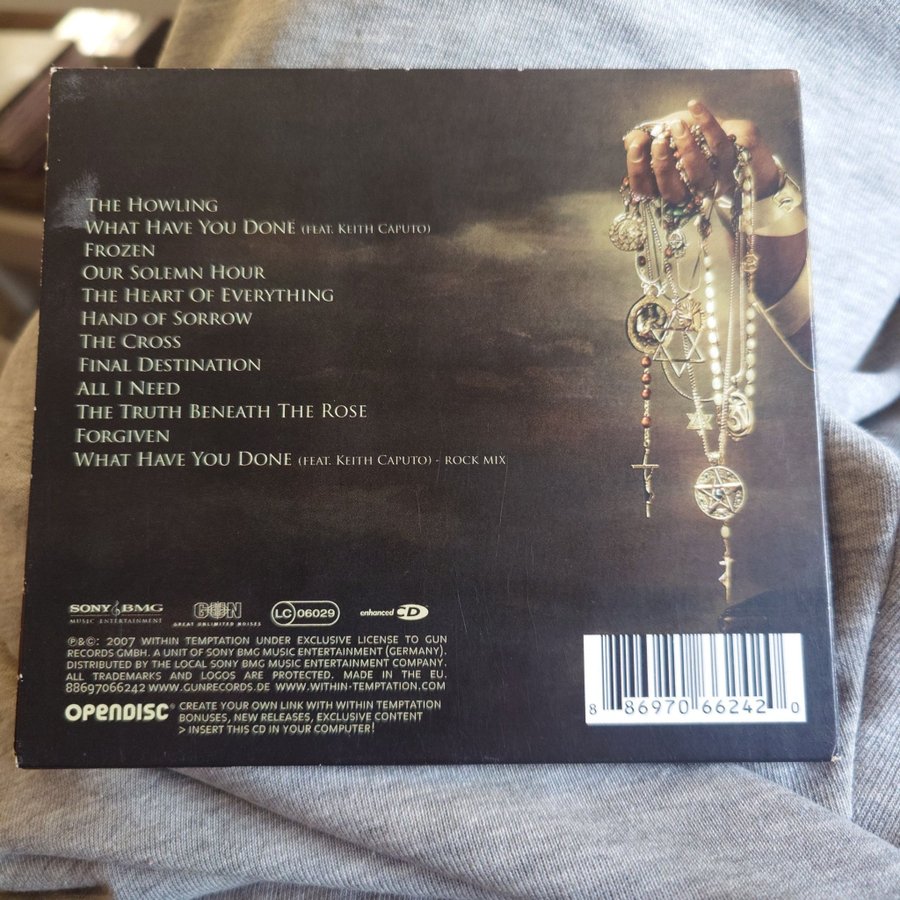 The Howling
What Have You Done (feat. Keith Caputo)
Frozen
Our Solemn Hour
The Heart Of Everything
Hand of Sorrow
The Cross
Final Destination
All I Need
The Truth Beneath The Rose
Forgiven
What Have You Done (feat. Keith Caputo) - rock mix
SONY BMG
MUSIC ENTERTAINMENT
GUN
GREAT UNLIMITED NOISES
LC 06029
enhanced CD
℗&©: 2007 WITHIN TEMPTATION UNDER EXCLUSIVE LICENSE TO GUN
RECORDS GMBH. A UNIT OF SONY BMG MUSIC ENTERTAINMENT (GERMANY).
DISTRIBUTED BY THE LOCAL SONY BMG MUSIC ENTERTAINMENT COMPANY.
ALL TRADEMARKS AND LOGOS ARE PROTECTED. MADE IN THE EU.
88697066242 WWW.GUNRECORDS.DE WWW.WITHIN-TEMPTATION.COM
OPENDISC® CREATE YOUR OWN LINK WITH WITHIN TEMPTATION
BONUSES, NEW RELEASES, EXCLUSIVE CONTENT
> INSERT THIS CD IN YOUR COMPUTER!
8 86970 66242 0